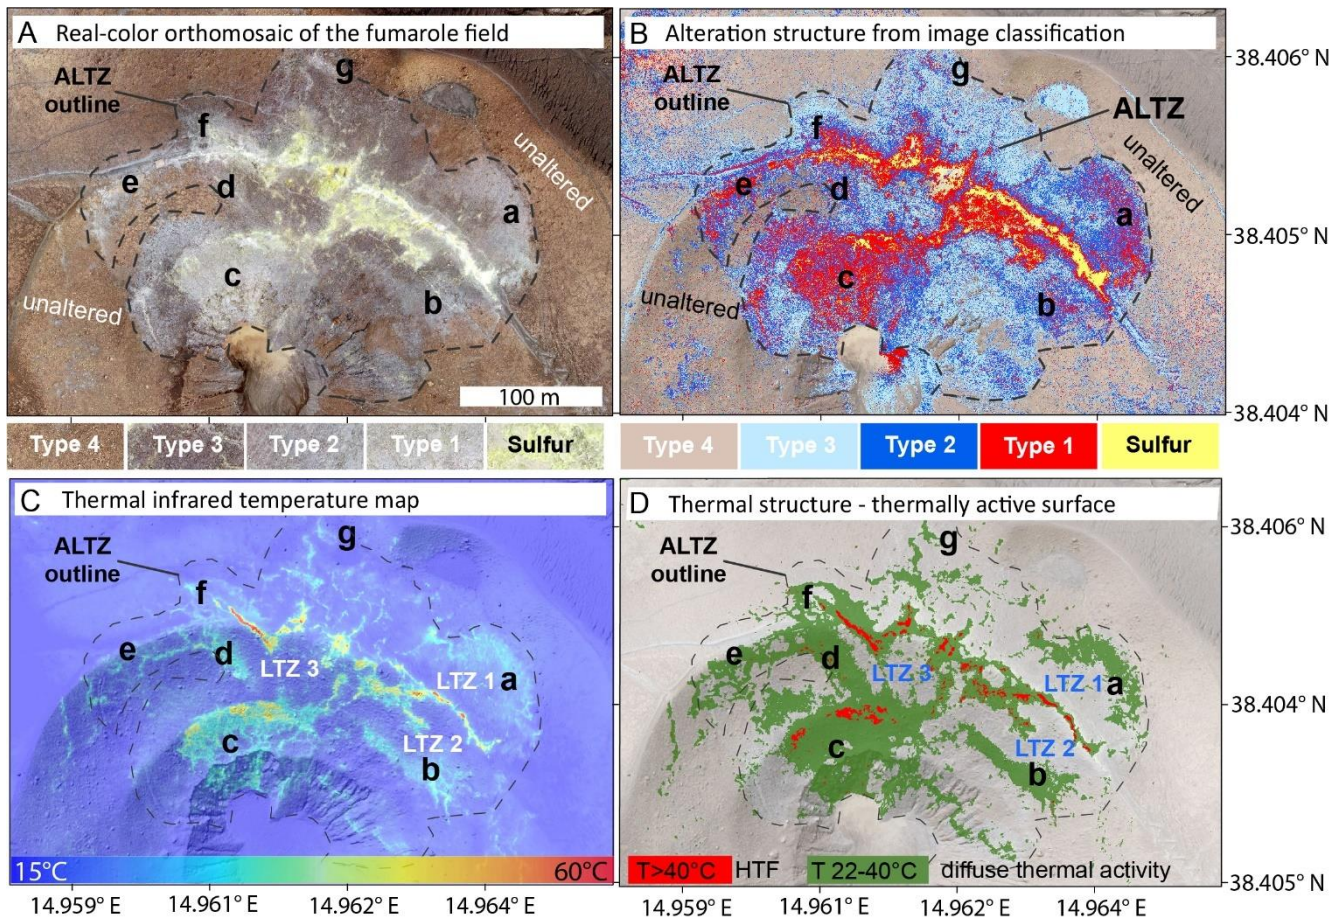 A Real-color orthomosaic of the fumarole field
ALTZ
outline
g
f
e
d
a
c
b
unaltered
unaltered
100 m
Type 4 Type 3 Type 2 Type 1 Sulfur
B Alteration structure from image classification
ALTZ
outline
g
ALTZ
f
e
d
a
c
b
unaltered
unaltered
38.406° N
38.405° N
38.404° N
Type 4 Type 3 Type 2 Type 1 Sulfur
C Thermal infrared temperature map
ALTZ
outline
g
f
e
d
LTZ 3
LTZ 1 a
LTZ 2
c
b
15°C 60°C
14.959° E 14.961° E 14.962° E 14.964° E
D Thermal structure - thermally active surface
ALTZ
outline
g
f
e
d
LTZ 3
LTZ 1 a
LTZ 2
c
b
T>40°C HTF T 22-40°C diffuse thermal activity
38.406° N
38.404° N
38.405° N
14.959° E 14.961° E 14.962° E 14.964° E